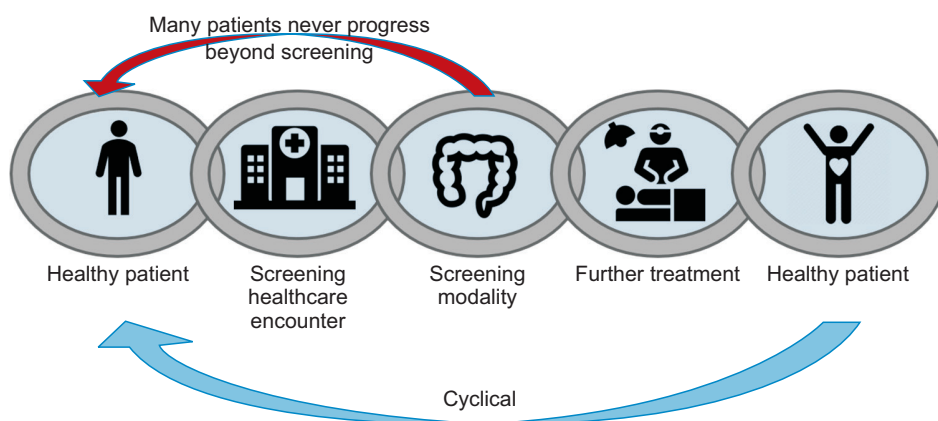 Many patients never progress
beyond screening
Healthy patient
Screening
healthcare
encounter
Screening
modality
Further treatment
Healthy patient
Cyclical